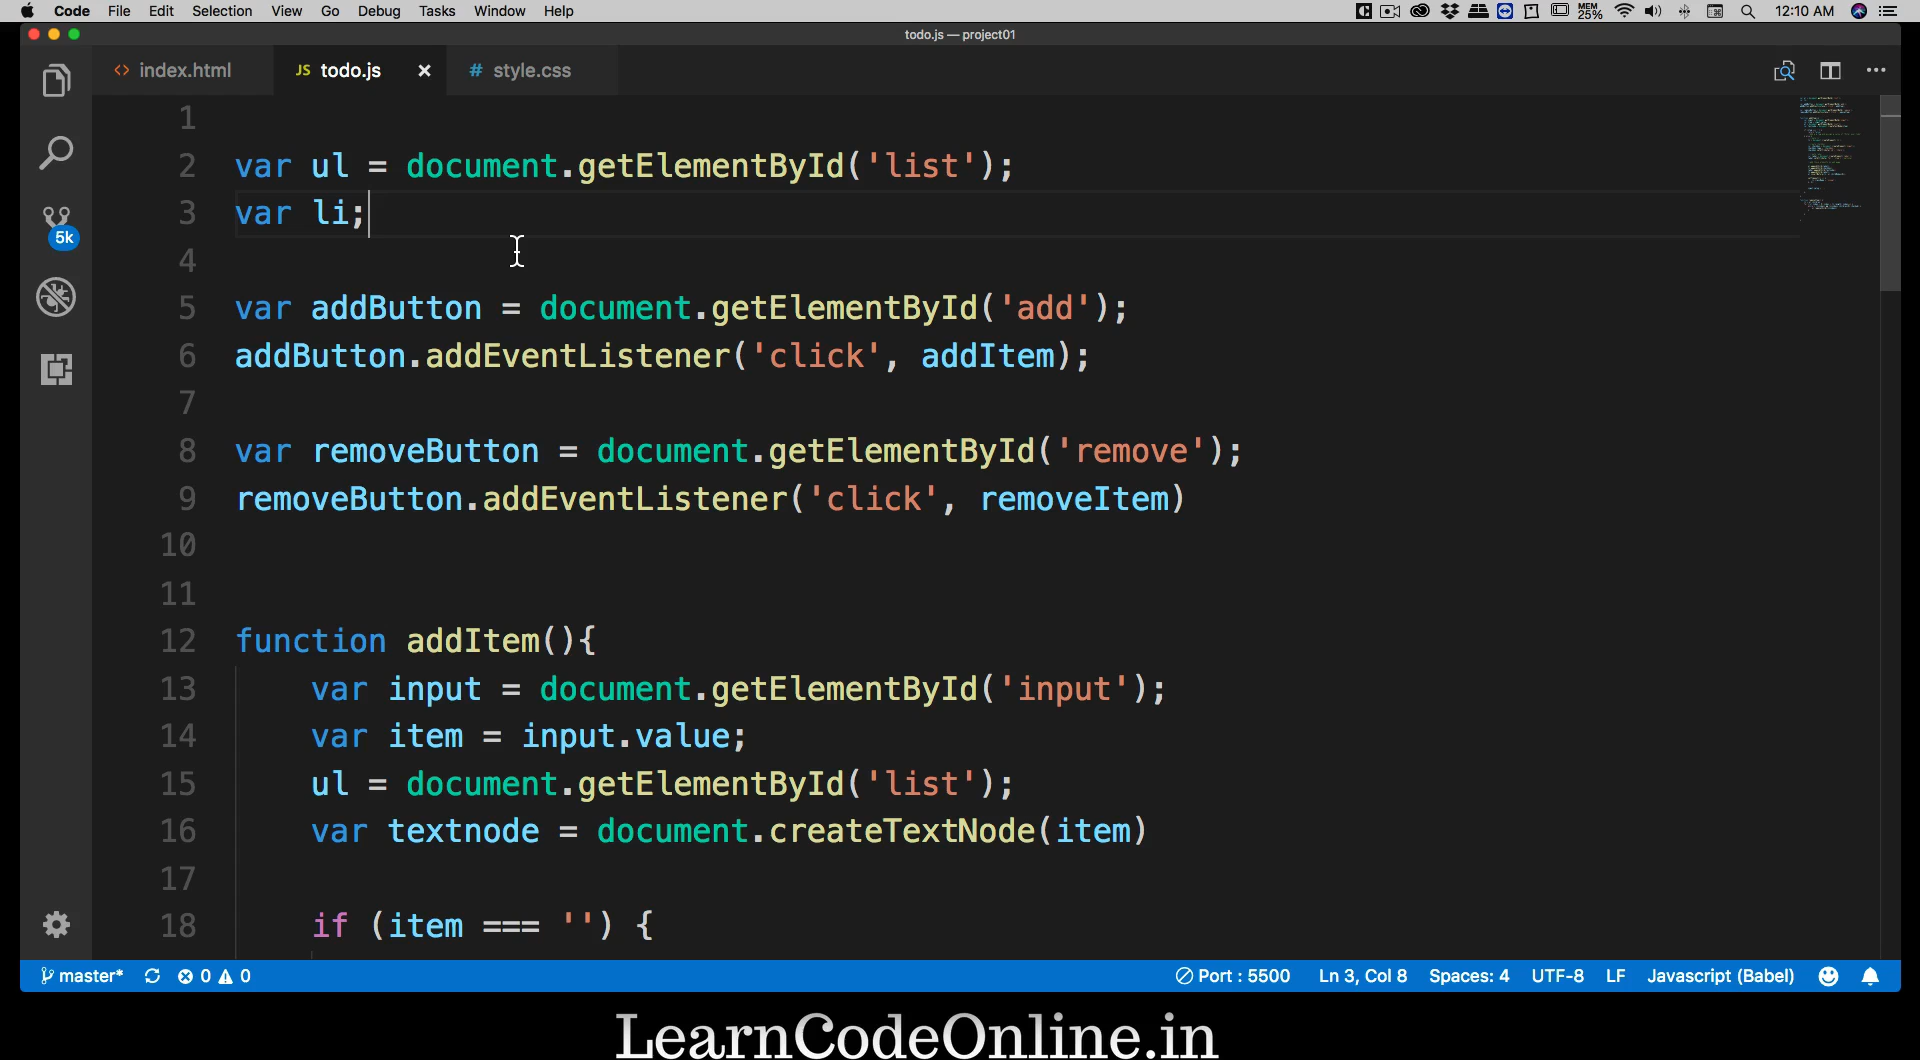 Code File Edit Selection View Go Debug Tasks Window Help MEM 25% 12:10 AM
todo.js — project01
<> index.html JS todo.js × # style.css
1
2 var ul = document.getElementById('list');
3 var li;
4
5 var addButton = document.getElementById('add');
6 addButton.addEventListener('click', addItem);
7
8 var removeButton = document.getElementById('remove');
9 removeButton.addEventListener('click', removeItem)
10
11
12 function addItem(){
13 var input = document.getElementById('input');
14 var item = input.value;
15 ul = document.getElementById('list');
16 var textnode = document.createTextNode(item)
17
18 if (item === '') {
5k
master* 0 0 Port : 5500 Ln 3, Col 8 Spaces: 4 UTF-8 LF Javascript (Babel)
LearnCodeOnline.in